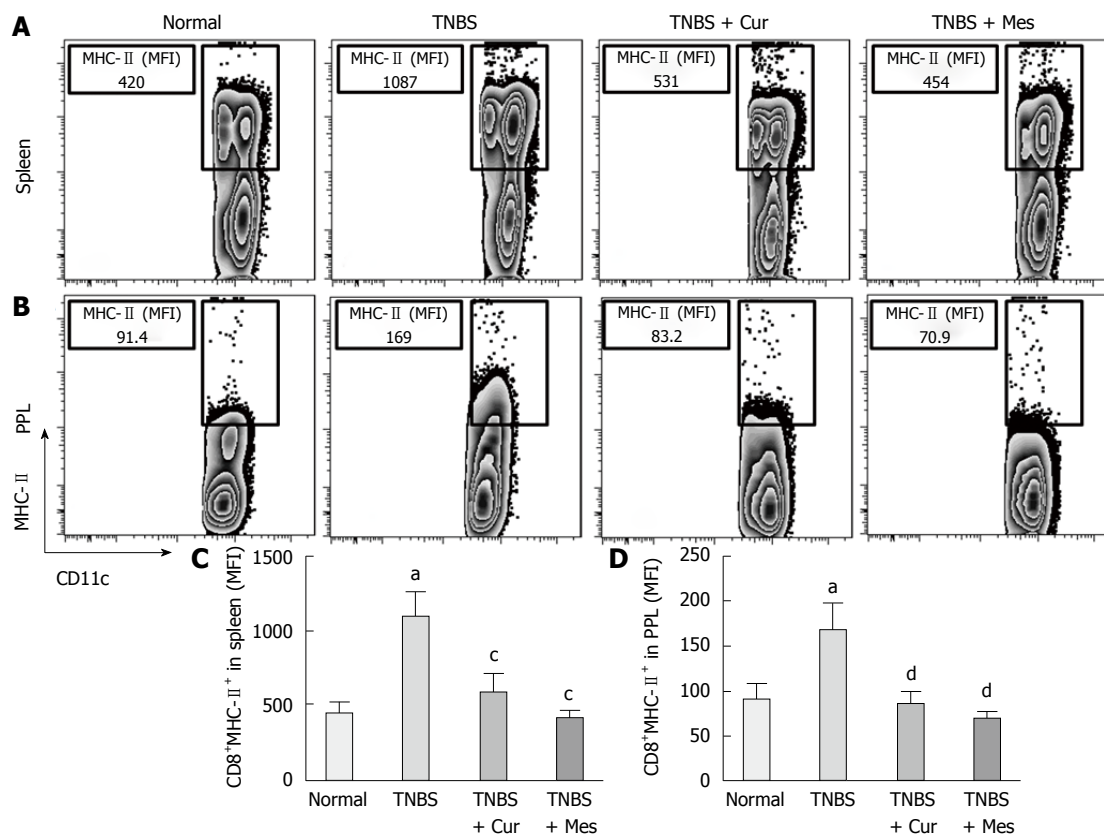 A
Normal
TNBS
TNBS + Cur
TNBS + Mes
Spleen
MHC-Ⅱ (MFI)
420
MHC-Ⅱ (MFI)
1087
MHC-Ⅱ (MFI)
531
MHC-Ⅱ (MFI)
454
B
PPL
MHC-Ⅱ (MFI)
91.4
MHC-Ⅱ (MFI)
169
MHC-Ⅱ (MFI)
83.2
MHC-Ⅱ (MFI)
70.9
MHC-Ⅱ
CD11c
C
CD8⁺MHC-Ⅱ⁺ in spleen (MFI)
1500
1000
500
0
a
c
c
Normal
TNBS
TNBS
+ Cur
TNBS
+ Mes
D
CD8⁺MHC-Ⅱ⁺ in PPL (MFI)
250
200
150
100
50
0
a
d
d
Normal
TNBS
TNBS
+ Cur
TNBS
+ Mes